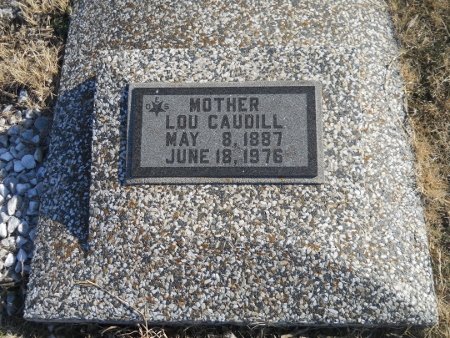 MOTHER
LOU CAUDILL
MAY 8, 1887
JUNE 18, 1976